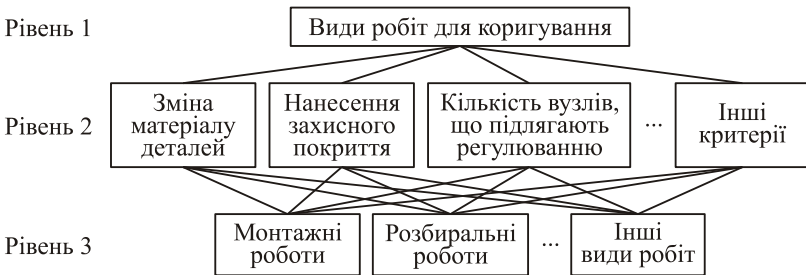 Рівень 1
Види робіт для коригування
Рівень 2
Зміна
матеріалу
деталей
Нанесення
захисного
покриття
Кількість вузлів,
що підлягають
регулюванню
...
Інші
критерії
Рівень 3
Монтажні
роботи
Розбиральні
роботи
...
Інші
види робіт